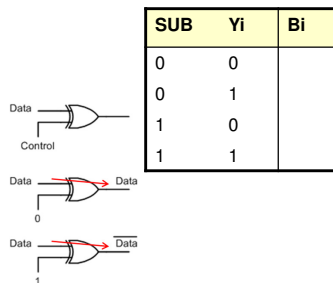 SUB Yi Bi
0 0
0 1
1 0
1 1
Data
Control
Data Data
0
Data Data
1